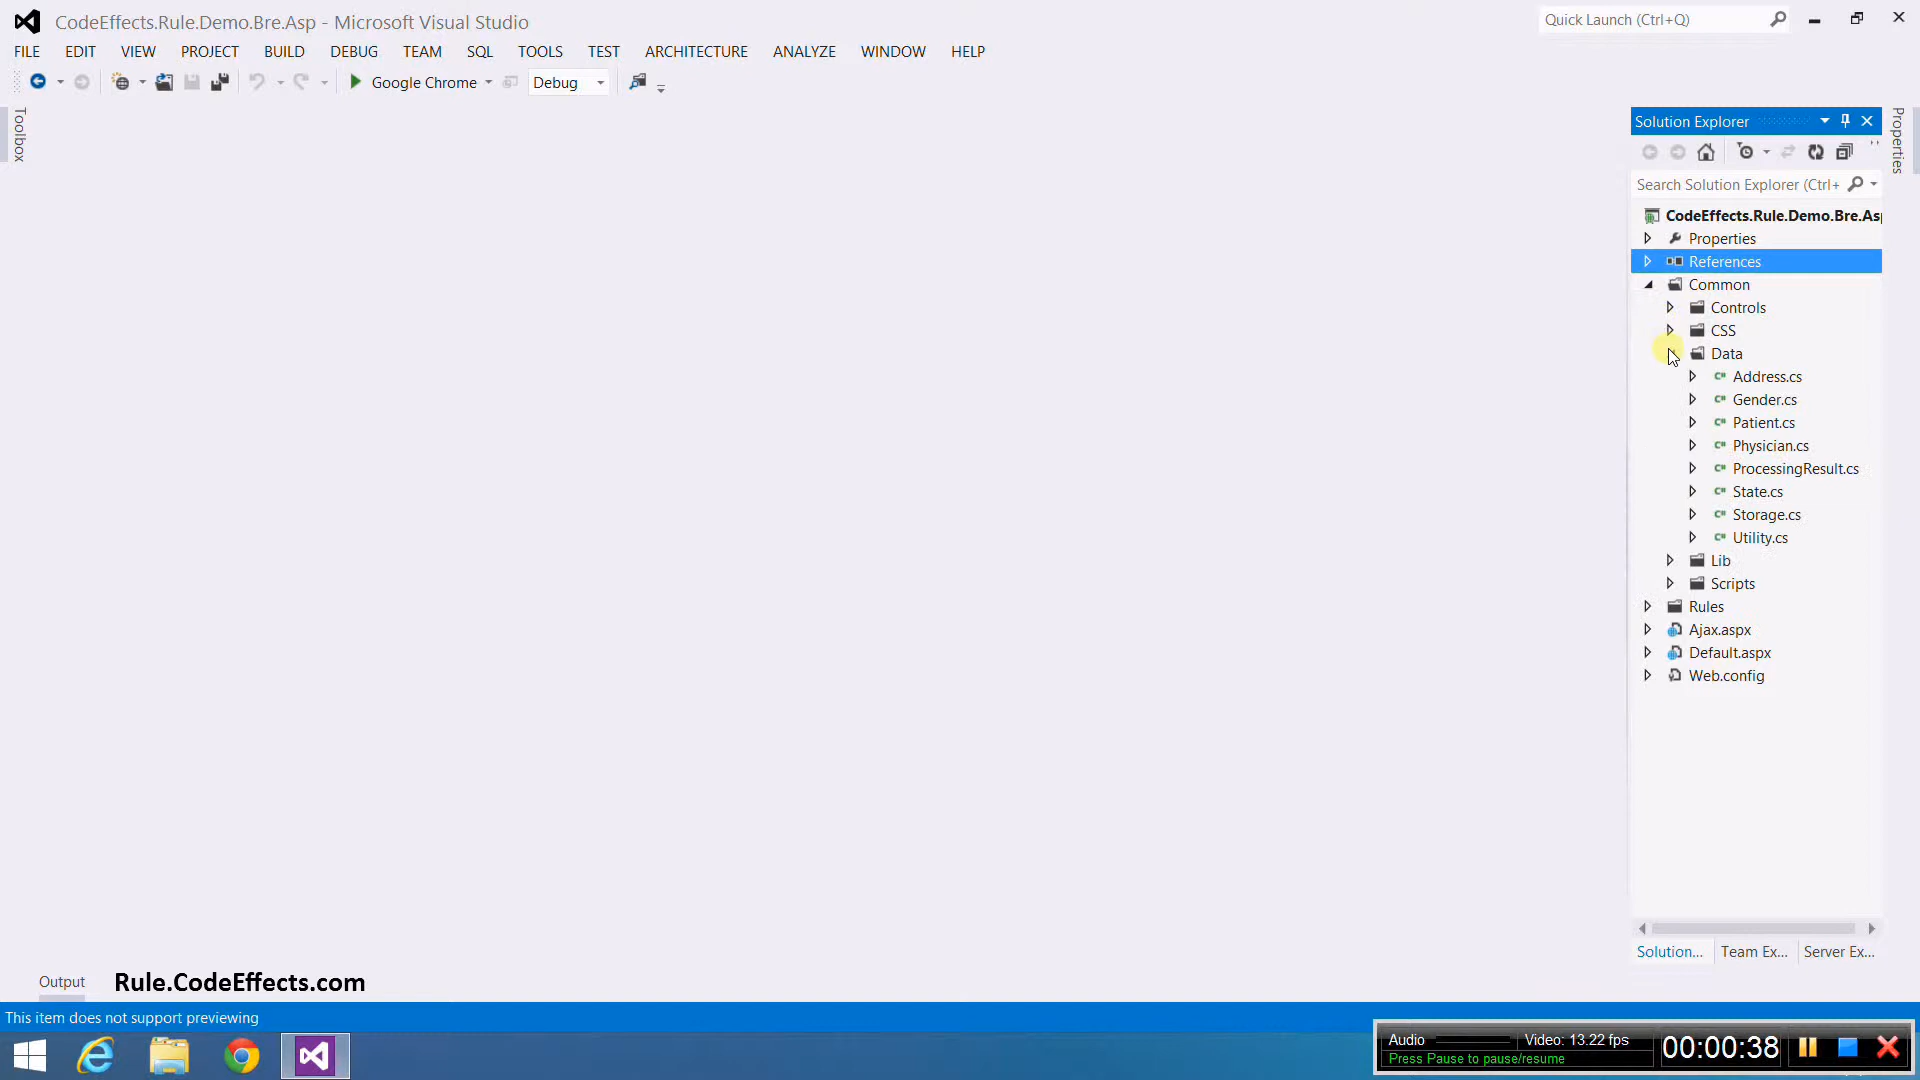 CodeEffects.Rule.Demo.Bre.Asp - Microsoft Visual Studio
Quick Launch (Ctrl+Q)
FILE EDIT VIEW PROJECT BUILD DEBUG TEAM SQL TOOLS TEST ARCHITECTURE ANALYZE WINDOW HELP
Google Chrome Debug
Toolbox
Solution Explorer
Properties
Search Solution Explorer (Ctrl+
CodeEffects.Rule.Demo.Bre.Asp
Properties
References
Common
Controls
CSS
Data
C# Address.cs
C# Gender.cs
C# Patient.cs
C# Physician.cs
C# ProcessingResult.cs
C# State.cs
C# Storage.cs
C# Utility.cs
Lib
Scripts
Rules
Ajax.aspx
Default.aspx
Web.config
Solution... Team Ex... Server Ex...
Output
Rule.CodeEffects.com
This item does not support previewing
Audio Video: 13.22 fps
Press Pause to pause/resume
00:00:38